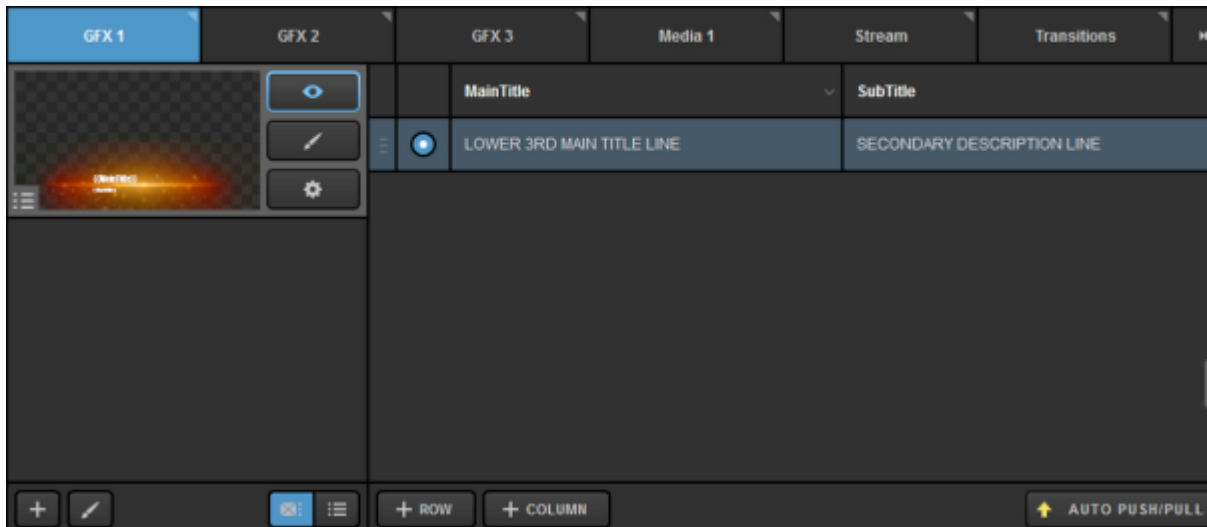 GFX 1
GFX 2
GFX 3
Media 1
Stream
Transitions
MainTitle
SubTitle
LOWER 3RD MAIN TITLE LINE
SECONDARY DESCRIPTION LINE
{{MainTitle}}
+ ROW
+ COLUMN
AUTO PUSH/PULL